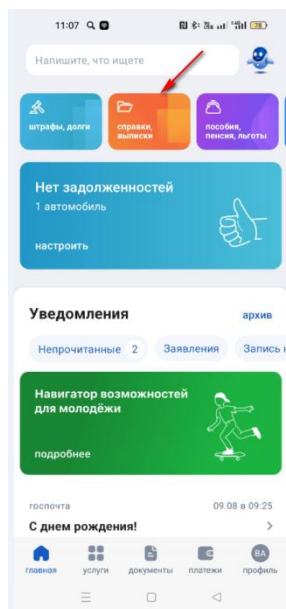 11:07
Напишите, что ищете
штрафы, долги
справки,
выписки
пособия,
пенсия, льготы
Нет задолженностей
1 автомобиль
настроить
Уведомления
архив
Непрочитанные 2
Заявления
Запись
Навигатор возможностей
для молодёжи
подробнее
госпочта
09.08 в 09:25
С днем рождения!
главная
услуги
документы
платежи
ВА
профиль